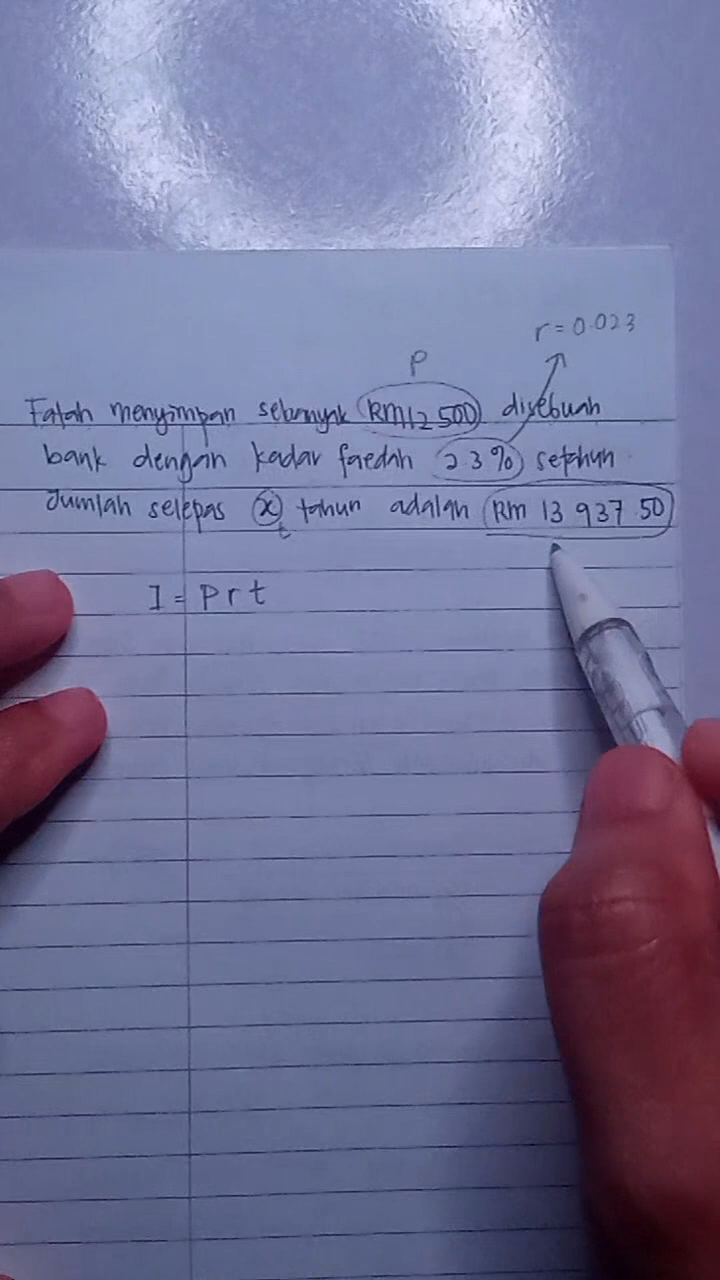 r = 0.023
P
Fatah menyimpan sebanyak RM12 500 disebuah
bank dengan kadar faedah 2.3% setahun.
Jumlah selepas x tahun adalah RM 13 937.50
t
I = P r t